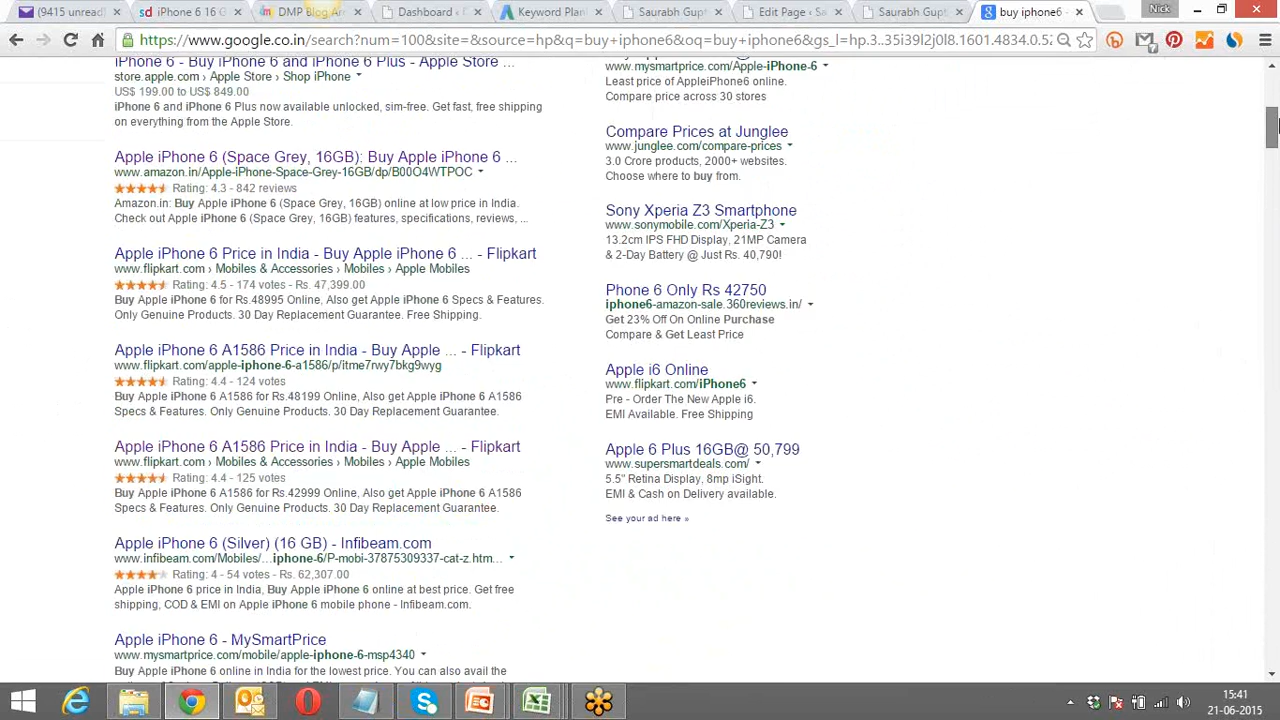 (9415 unread)
iPhone 6 16 G
DMP Blog An
Dashboard ‹
Keyword Plan
Saurabh Gupt
Edit Page ‹ Sa
Saurabh Gupt
buy iphone6 -
Nick
https://www.google.co.in/search?num=100&site=&source=hp&q=buy+iphone6&oq=buy+iphone6&gs_l=hp.3..35i39l2j0l8.1601.4834.0.52
iPhone 6 - Buy iPhone 6 and iPhone 6 Plus - Apple Store ...
store.apple.com › Apple Store › Shop iPhone
US$ 199.00 to US$ 849.00
iPhone 6 and iPhone 6 Plus now available unlocked, sim-free. Get fast, free shipping
on everything from the Apple Store.
Apple iPhone 6 (Space Grey, 16GB): Buy Apple iPhone 6 ...
www.amazon.in/Apple-iPhone-Space-Grey-16GB/dp/B00O4WTPOC
Rating: 4.3 - 842 reviews
Amazon.in: Buy Apple iPhone 6 (Space Grey, 16GB) online at low price in India.
Check out Apple iPhone 6 (Space Grey, 16GB) features, specifications, reviews, ...
Apple iPhone 6 Price in India - Buy Apple iPhone 6 ... - Flipkart
www.flipkart.com › Mobiles & Accessories › Mobiles › Apple Mobiles
Rating: 4.5 - 174 votes - Rs. 47,399.00
Buy Apple iPhone 6 for Rs.48995 Online, Also get Apple iPhone 6 Specs & Features.
Only Genuine Products. 30 Day Replacement Guarantee. Free Shipping.
Apple iPhone 6 A1586 Price in India - Buy Apple ... - Flipkart
www.flipkart.com/apple-iphone-6-a1586/p/itme7rwy7bkg9wyg
Rating: 4.4 - 124 votes
Buy Apple iPhone 6 A1586 for Rs.48199 Online, Also get Apple iPhone 6 A1586
Specs & Features. Only Genuine Products. 30 Day Replacement Guarantee.
Apple iPhone 6 A1586 Price in India - Buy Apple ... - Flipkart
www.flipkart.com › Mobiles & Accessories › Mobiles › Apple Mobiles
Rating: 4.4 - 125 votes
Buy Apple iPhone 6 A1586 for Rs.42999 Online, Also get Apple iPhone 6 A1586
Specs & Features. Only Genuine Products. 30 Day Replacement Guarantee.
Apple iPhone 6 (Silver) (16 GB) - Infibeam.com
www.infibeam.com/Mobiles/...iphone-6/P-mobi-37875309337-cat-z.htm...
Rating: 4 - 54 votes - Rs. 62,307.00
Apple iPhone 6 price in India, Buy Apple iPhone 6 online at best price. Get free
shipping, COD & EMI on Apple iPhone 6 mobile phone - Infibeam.com.
Apple iPhone 6 - MySmartPrice
www.mysmartprice.com/mobile/apple-iphone-6-msp4340
Buy Apple iPhone 6 online in India for the lowest price. You can also avail the
www.mysmartprice.com/Apple-iPhone-6
Least price of AppleiPhone6 online.
Compare price across 30 stores
Compare Prices at Junglee
www.junglee.com/compare-prices
3.0 Crore products, 2000+ websites.
Choose where to buy from.
Sony Xperia Z3 Smartphone
www.sonymobile.com/Xperia-Z3
13.2cm IPS FHD Display, 21MP Camera
& 2-Day Battery @ Just Rs. 40,790!
Phone 6 Only Rs 42750
iphone6-amazon-sale.360reviews.in/
Get 23% Off On Online Purchase
Compare & Get Least Price
Apple i6 Online
www.flipkart.com/iPhone6
Pre - Order The New Apple i6.
EMI Available. Free Shipping
Apple 6 Plus 16GB@ 50,799
www.supersmartdeals.com/
5.5" Retina Display, 8mp iSight.
EMI & Cash on Delivery available.
See your ad here »
15:41
21-06-2015